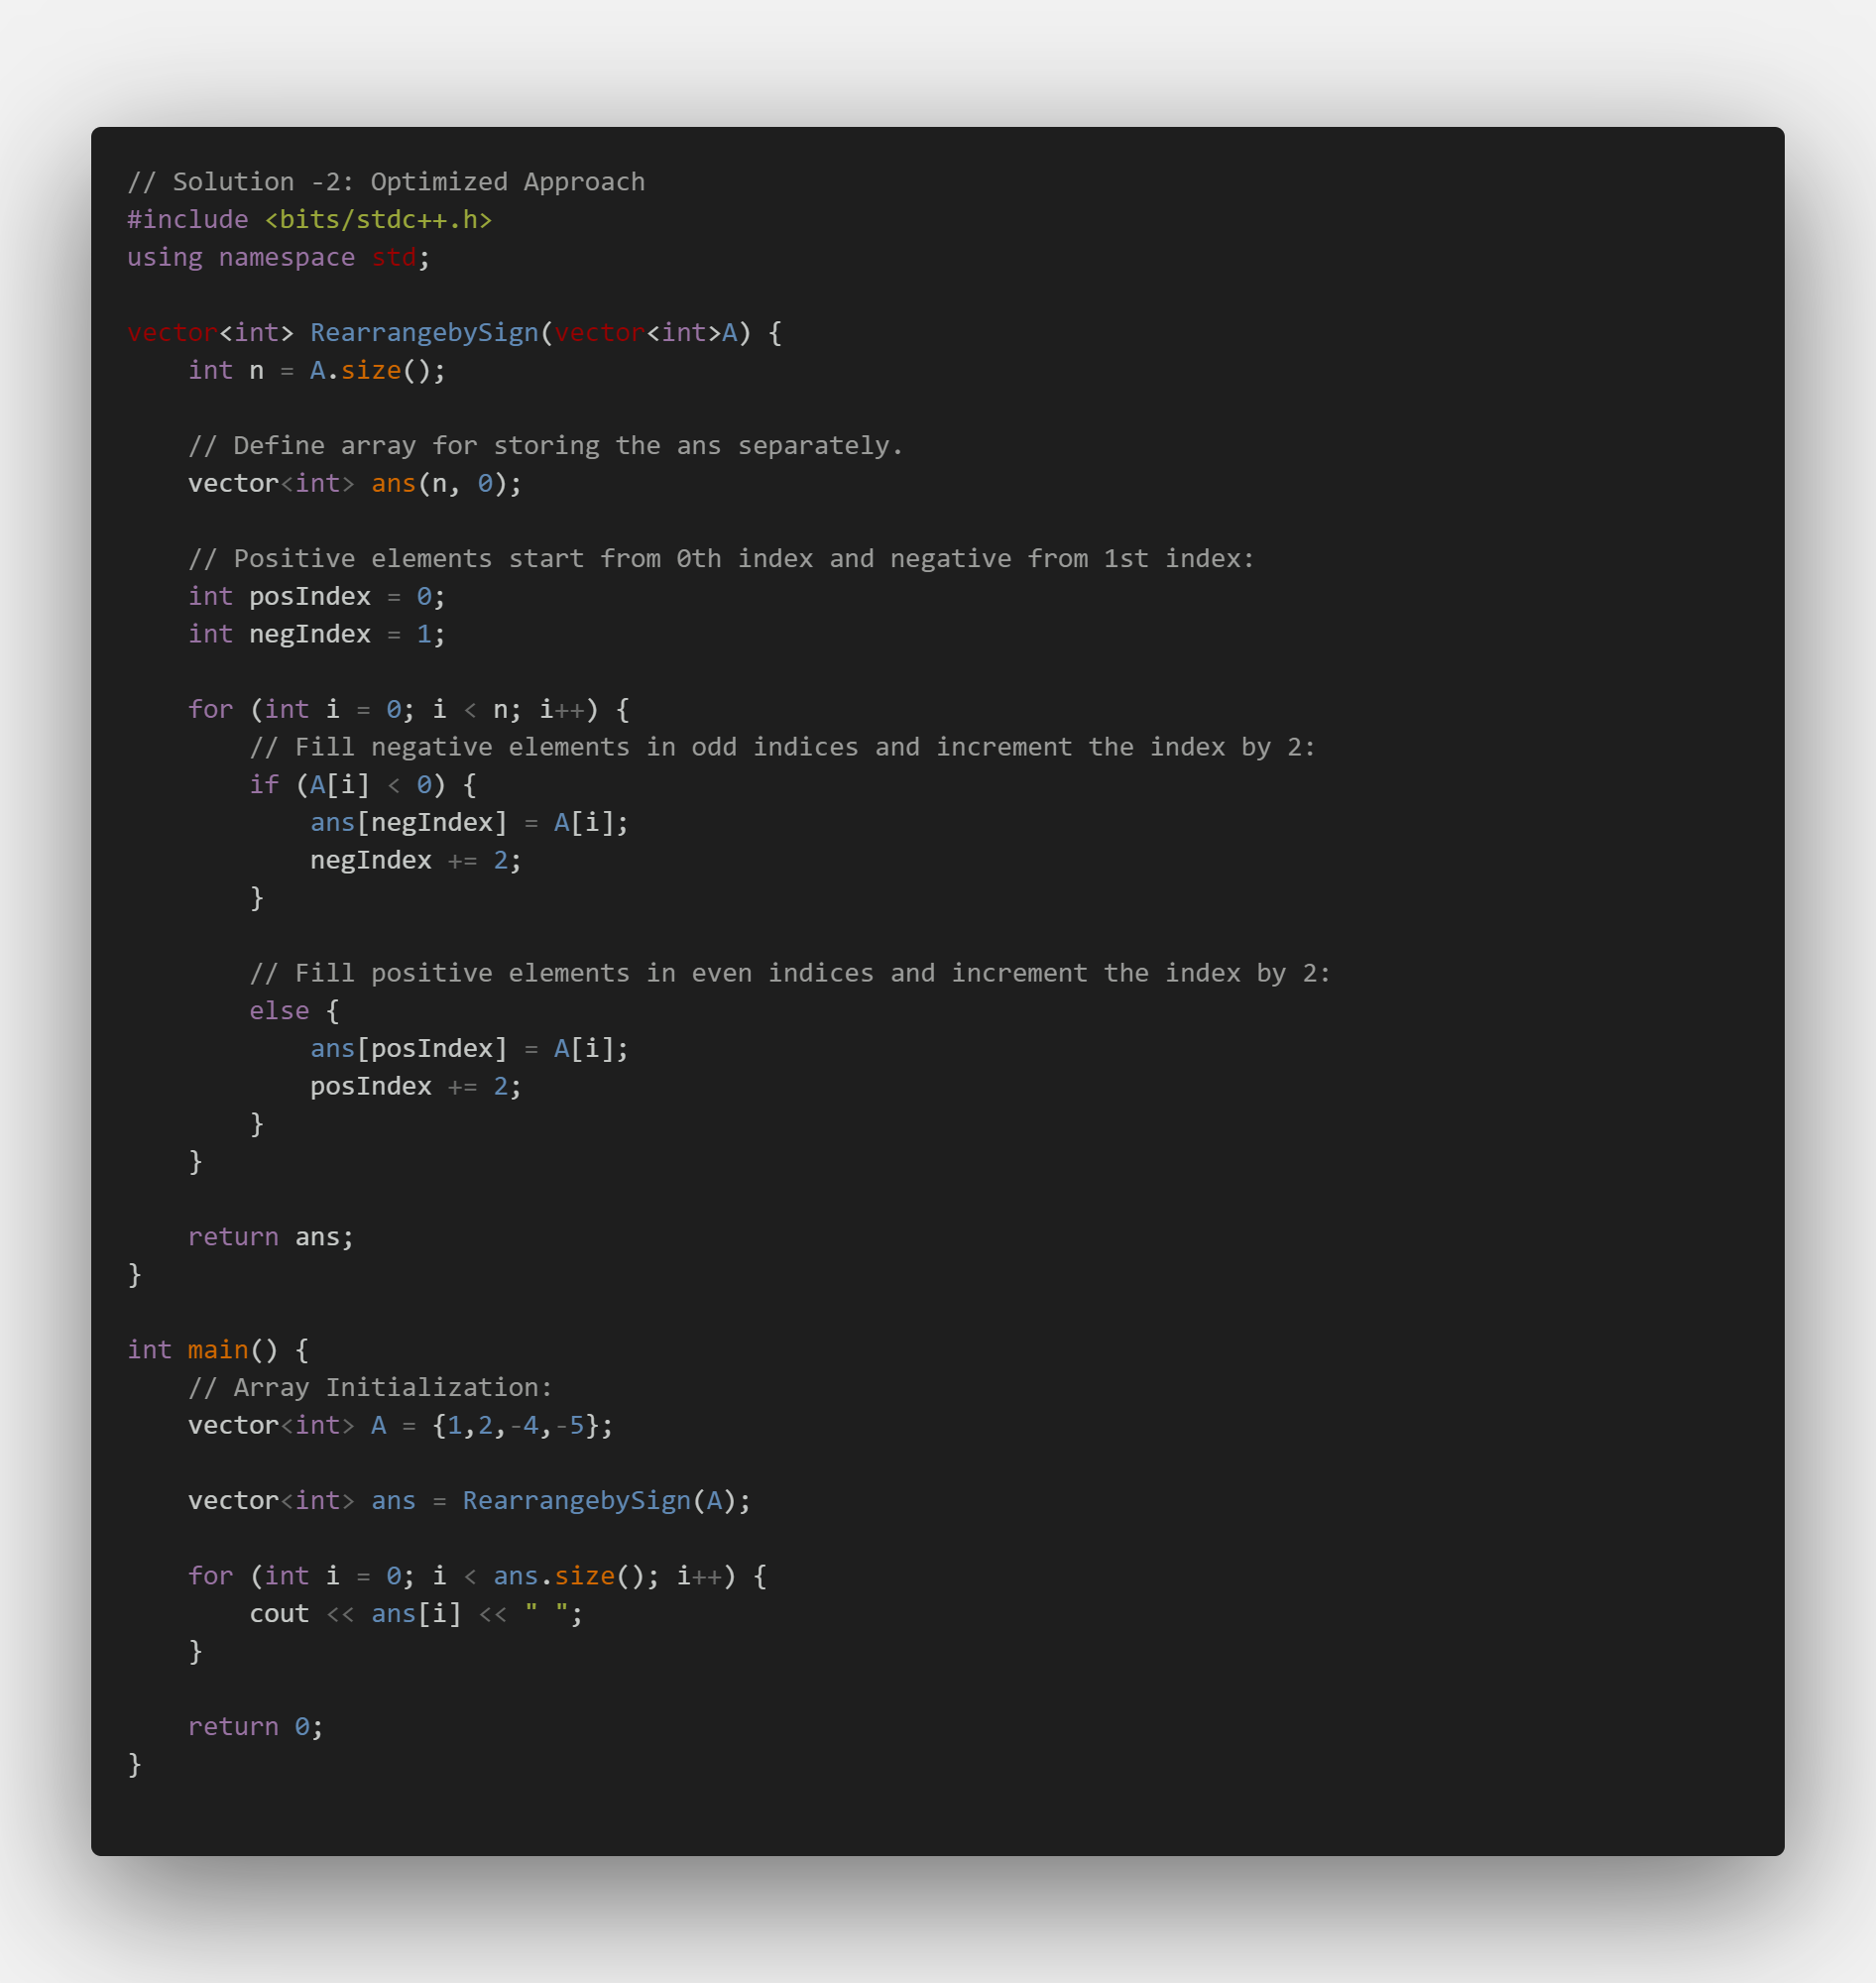 // Solution -2: Optimized Approach
#include <bits/stdc++.h>
using namespace std;

vector<int> RearrangebySign(vector<int>A) {
    int n = A.size();

    // Define array for storing the ans separately.
    vector<int> ans(n, 0);

    // Positive elements start from 0th index and negative from 1st index:
    int posIndex = 0;
    int negIndex = 1;

    for (int i = 0; i < n; i++) {
        // Fill negative elements in odd indices and increment the index by 2:
        if (A[i] < 0) {
            ans[negIndex] = A[i];
            negIndex += 2;
        }

        // Fill positive elements in even indices and increment the index by 2:
        else {
            ans[posIndex] = A[i];
            posIndex += 2;
        }
    }

    return ans;
}

int main() {
    // Array Initialization:
    vector<int> A = {1,2,-4,-5};

    vector<int> ans = RearrangebySign(A);

    for (int i = 0; i < ans.size(); i++) {
        cout << ans[i] << " ";
    }

    return 0;
}